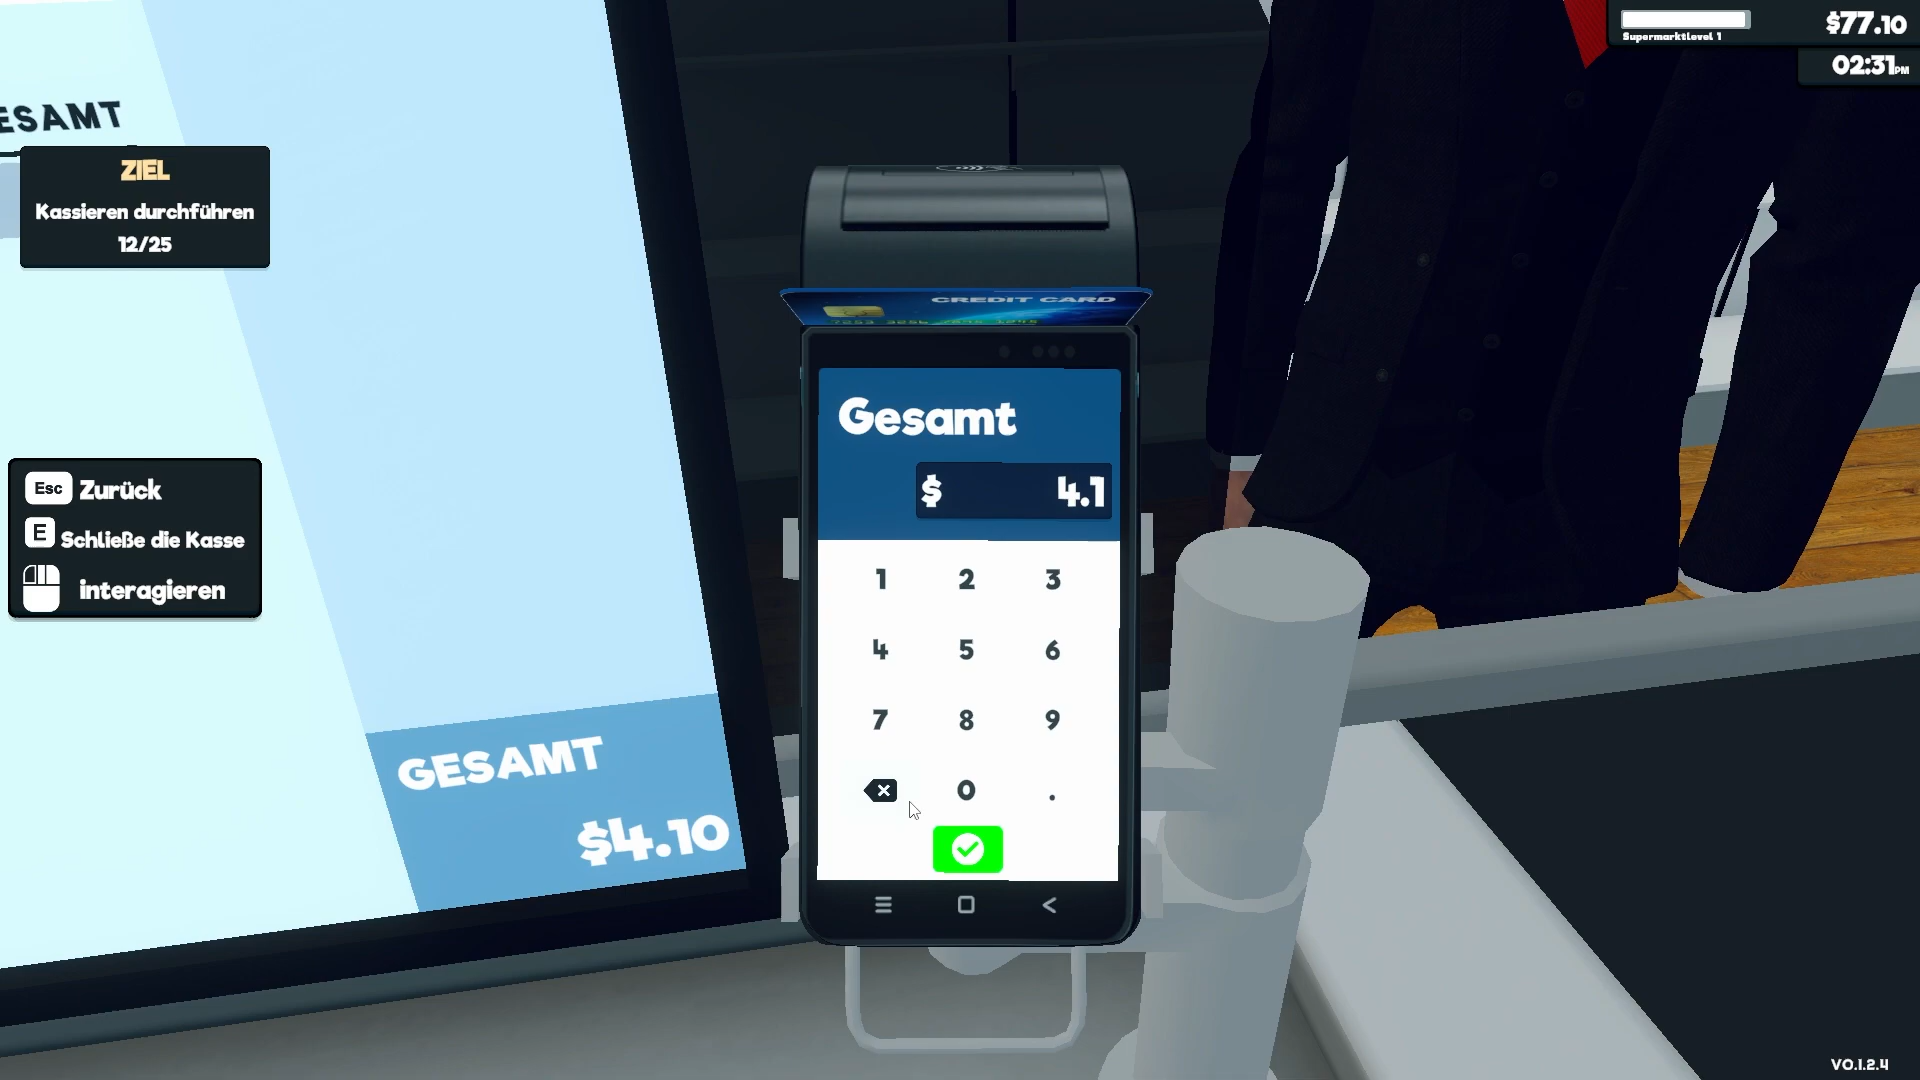 $77.10
Supermarktlevel 1
02:31PM
ESAMT
ZIEL
Kassieren durchführen
12/25
CREDIT CARD
Gesamt
$ 4.1
Esc Zurück
E Schließe die Kasse
interagieren
1 2 3
4 5 6
7 8 9
0 .
GESAMT
$4.10
V0.1.2.4